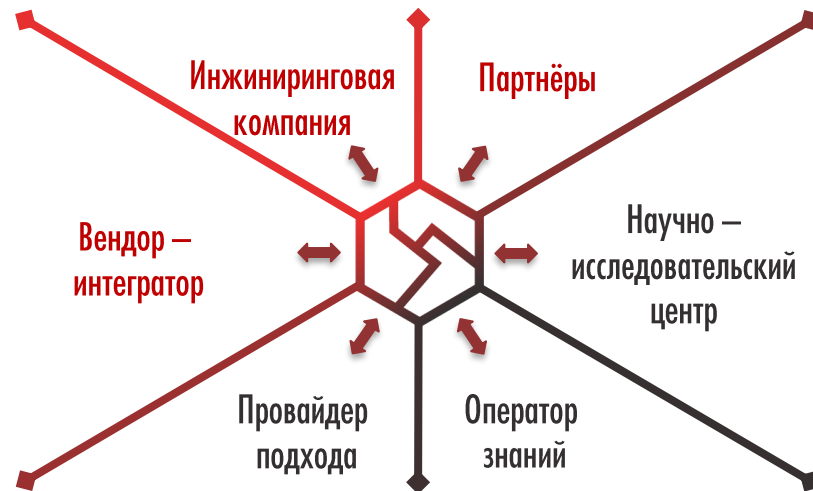 Инжиниринговая
компания
Партнёры
Вендор –
интегратор
Научно –
исследовательский
центр
Провайдер
подхода
Оператор
знаний